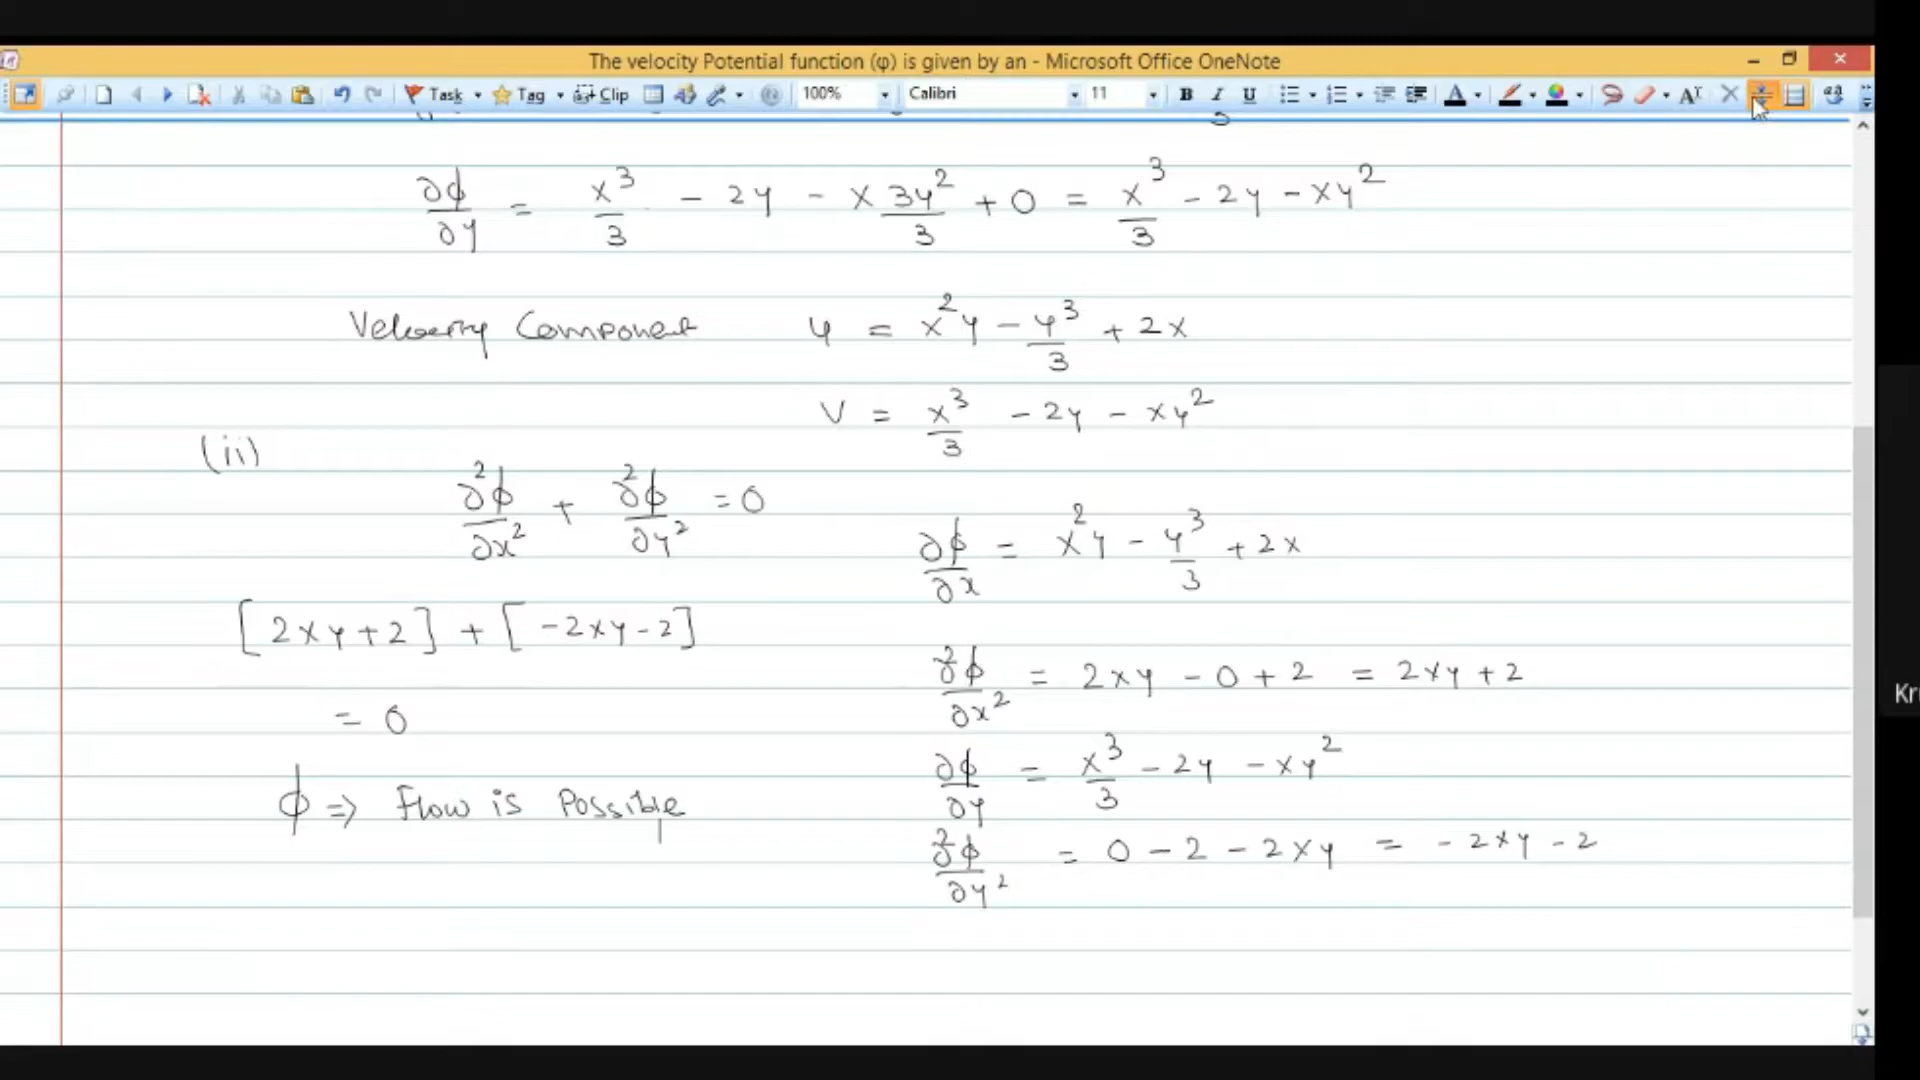 The velocity Potential function (φ) is given by an - Microsoft Office OneNote
Task Tag Clip 100% Calibri 11 B I U
∂ϕ/∂y = x³/3 - 2y - x 3y²/3 + 0 = x³/3 - 2y - xy²
Velocity Component u = x²y - y³/3 + 2x
v = x³/3 - 2y - xy²
(ii)
∂²ϕ/∂x² + ∂²ϕ/∂y² = 0
∂ϕ/∂x = x²y - y³/3 + 2x
[2xy+2] + [-2xy-2]
∂²ϕ/∂x² = 2xy - 0 + 2 = 2xy + 2
= 0
∂ϕ/∂y = x³/3 - 2y - xy²
ϕ ⇒ Flow is Possible
∂²ϕ/∂y² = 0 - 2 - 2xy = - 2xy - 2